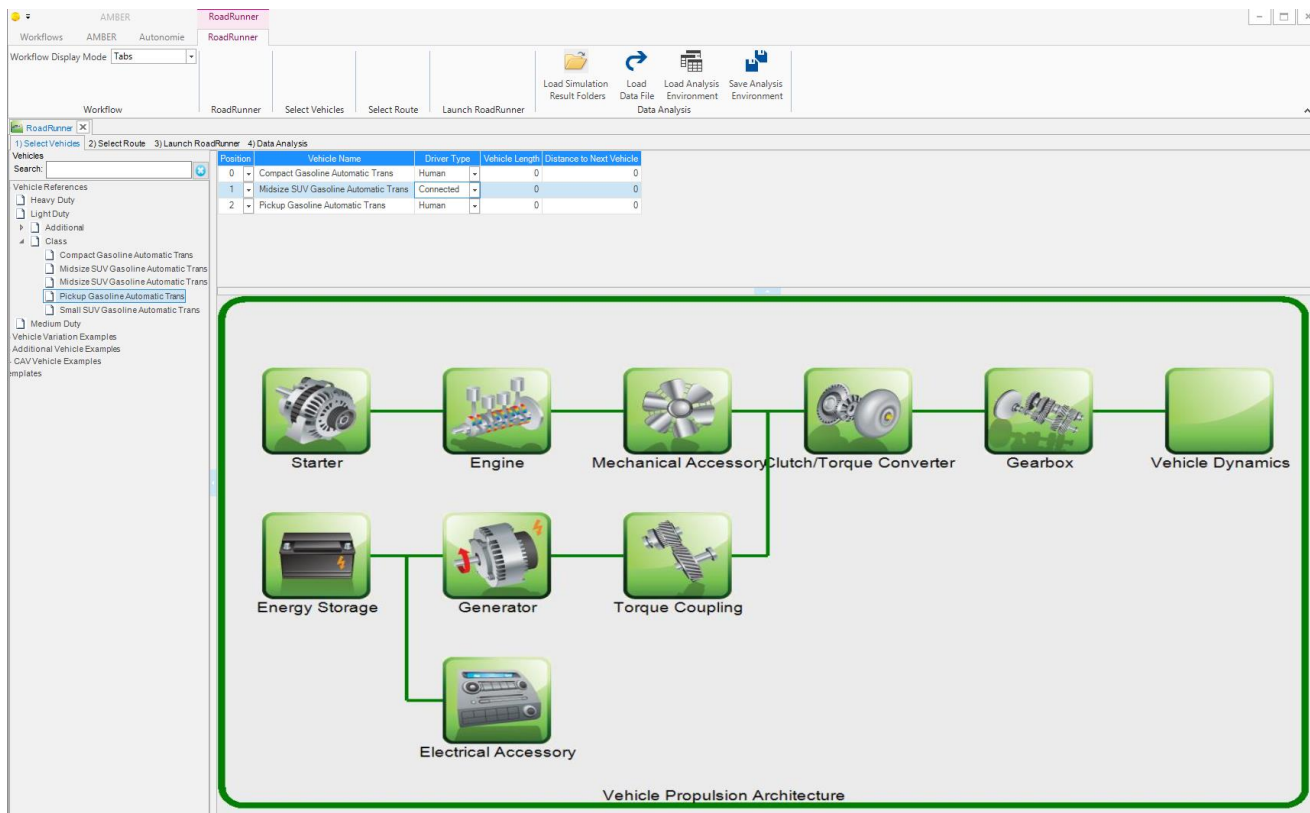 AMBER RoadRunner
Workflows AMBER Autonomie RoadRunner
Workflow Display Mode Tabs
Load Simulation Result Folders
Load Data File
Load Analysis Environment
Save Analysis Environment
Workflow RoadRunner Select Vehicles Select Route Launch RoadRunner Data Analysis
RoadRunner
1) Select Vehicles 2) Select Route 3) Launch RoadRunner 4) Data Analysis
Vehicles
Search:
Vehicle References
Heavy Duty
Light Duty
Additional
Class
Compact Gasoline Automatic Trans
Midsize SUV Gasoline Automatic Trans
Midsize SUV Gasoline Automatic Trans
Pickup Gasoline Automatic Trans
Small SUV Gasoline Automatic Trans
Medium Duty
Vehicle Variation Examples
Additional Vehicle Examples
CAV Vehicle Examples
emplates
Position Vehicle Name Driver Type Vehicle Length Distance to Next Vehicle
0 Compact Gasoline Automatic Trans Human 0 0
1 Midsize SUV Gasoline Automatic Trans Connected 0 0
2 Pickup Gasoline Automatic Trans Human 0 0
Starter Engine Mechanical Accessory Clutch/Torque Converter Gearbox Vehicle Dynamics
Energy Storage Generator Torque Coupling
Electrical Accessory
Vehicle Propulsion Architecture